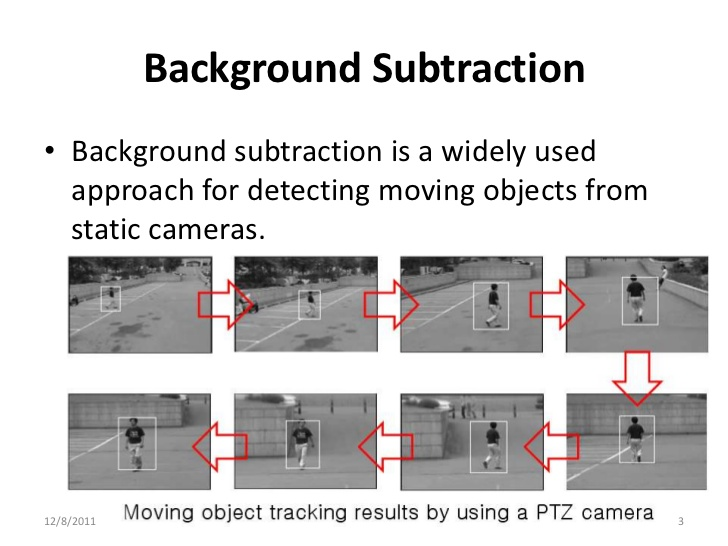 Background Subtraction
• Background subtraction is a widely used
approach for detecting moving objects from
static cameras.
Moving object tracking results by using a PTZ camera
12/8/2011
3